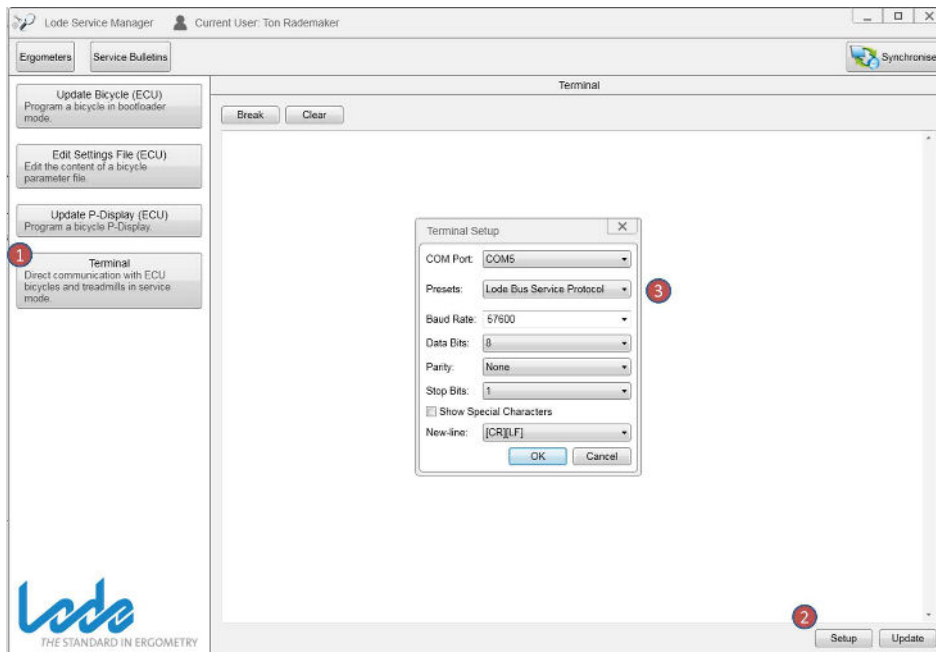 Lode Service Manager
Current User: Ton Rademaker
Ergometers
Service Bulletins
Synchronise
Update Bicycle (ECU)
Program a bicycle in bootloader
mode.
Edit Settings File (ECU)
Edit the content of a bicycle
parameter file.
Update P-Display (ECU)
Program a bicycle P-Display.
1
Terminal
Direct communication with ECU
bicycles and treadmills in service
mode.
Terminal
Break
Clear
Terminal Setup
COM Port: COM5
Presets: Lode Bus Service Protocol
3
Baud Rate: 57600
Data Bits: 8
Parity: None
Stop Bits: 1
Show Special Characters
New-line: [CR][LF]
OK
Cancel
2
Setup
Update
Lode
THE STANDARD IN ERGOMETRY